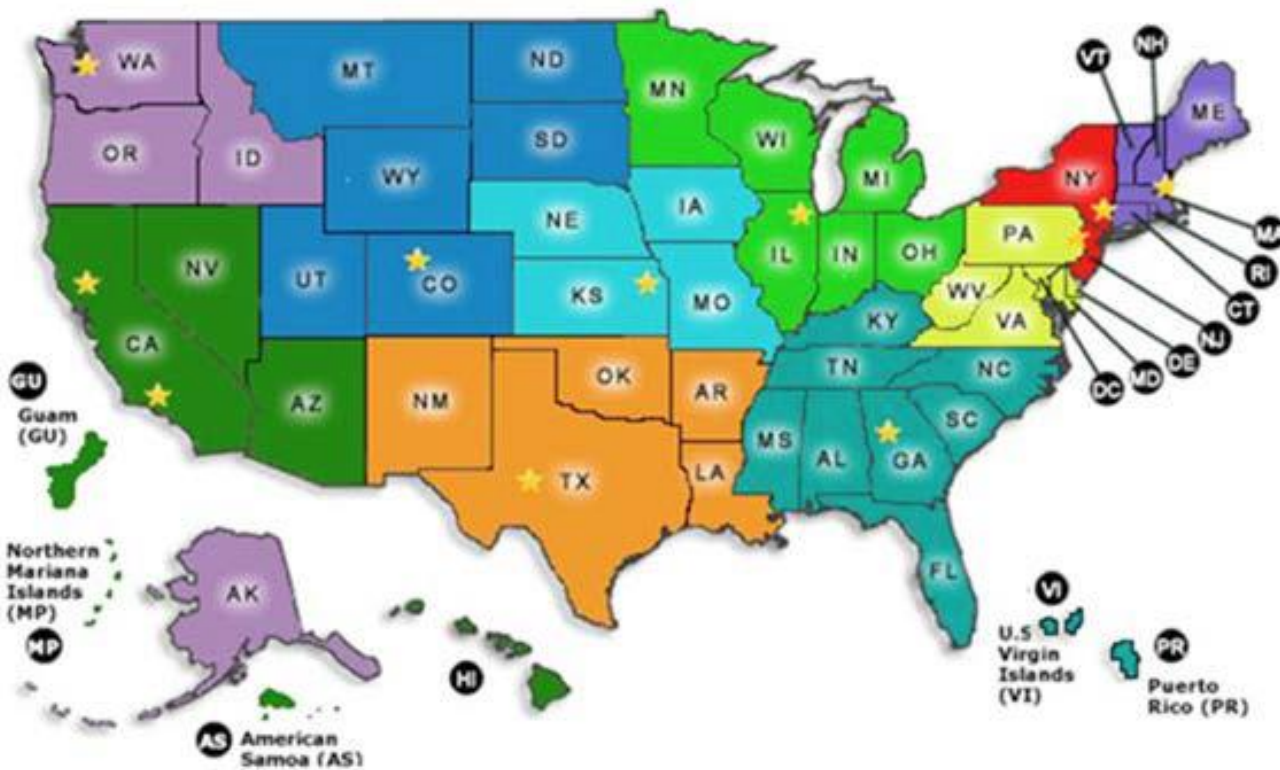 NH
VT
WA
MT
ND
MN
ME
OR
ID
SD
WI
MI
NY
WY
MA
NE
IA
PA
RI
NV
UT
CO
KS
MO
IL
IN
OH
WV
VA
CT
NJ
DE
MD
DC
CA
KY
GU
Guam
(GU)
AZ
NM
OK
AR
TN
NC
SC
MS
AL
GA
TX
LA
Northern
Mariana
Islands
(MP)
MP
AK
FL
HI
VI
U.S
Virgin
Islands
(VI)
PR
Puerto
Rico (PR)
AS
American
Samoa (AS)